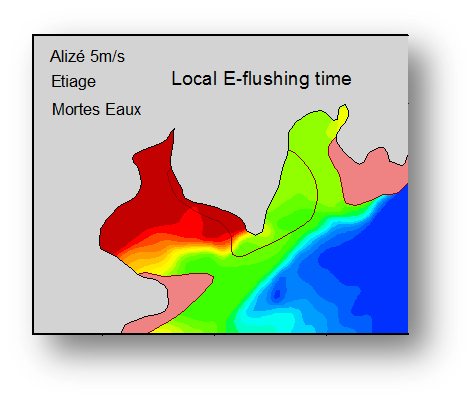 Alizé 5m/s
Etiage
Local E-flushing time
Mortes Eaux